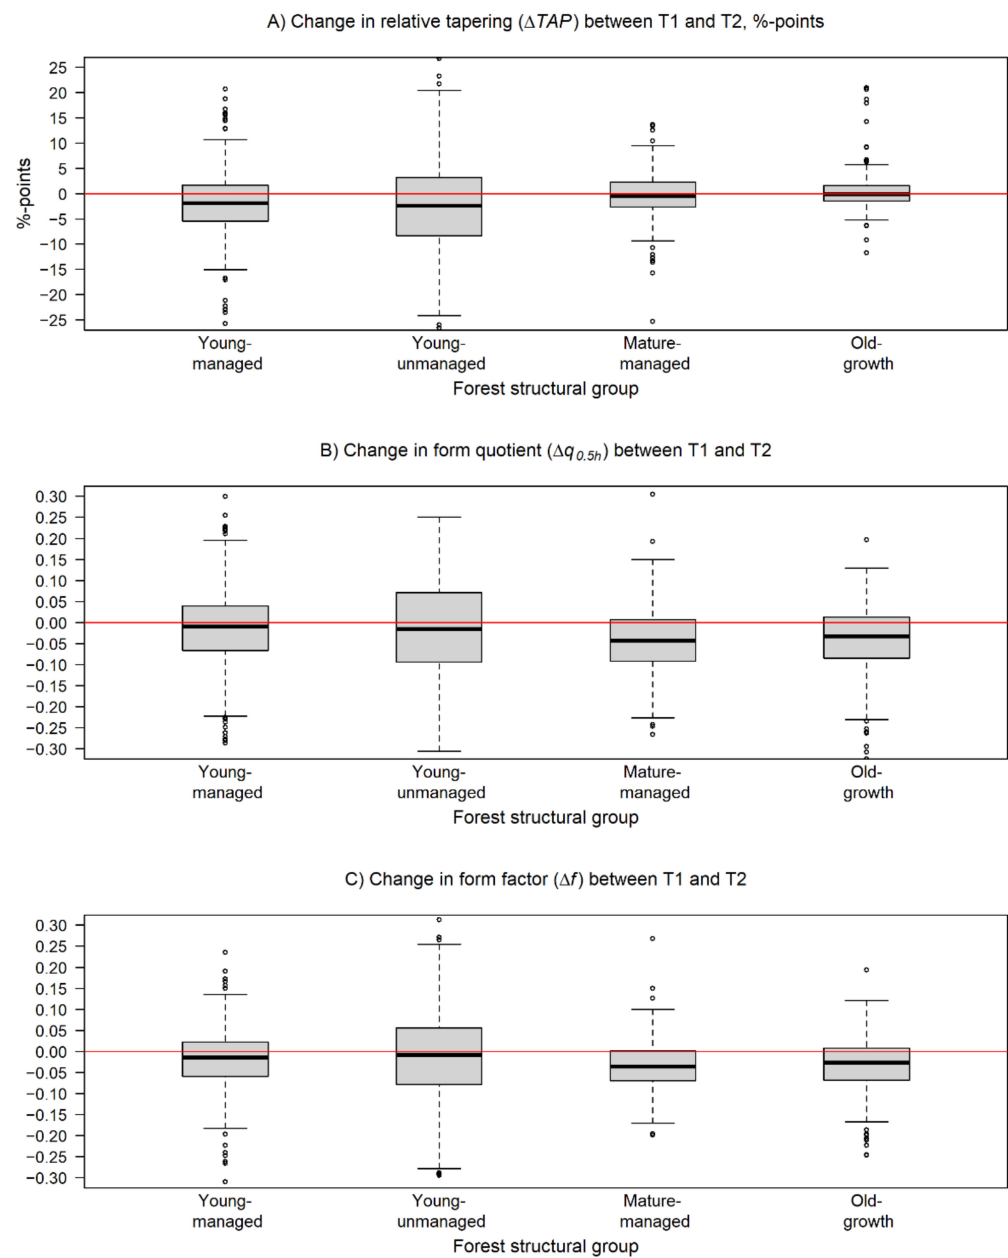 A) Change in relative tapering (ΔTAP) between T1 and T2, %-points
25
20
15
10
5
0
−5
−10
−15
−20
−25
%-points
Young-
managed
Young-
unmanaged
Mature-
managed
Old-
growth
Forest structural group
B) Change in form quotient (Δq0.5h) between T1 and T2
0.30
0.25
0.20
0.15
0.10
0.05
0.00
−0.05
−0.10
−0.15
−0.20
−0.25
−0.30
Young-
managed
Young-
unmanaged
Mature-
managed
Old-
growth
Forest structural group
C) Change in form factor (Δf) between T1 and T2
0.30
0.25
0.20
0.15
0.10
0.05
0.00
−0.05
−0.10
−0.15
−0.20
−0.25
−0.30
Young-
managed
Young-
unmanaged
Mature-
managed
Old-
growth
Forest structural group